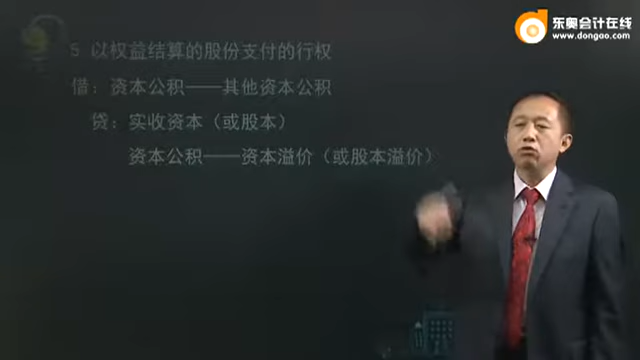 东奥会计在线
www.dongao.com
5 以权益结算的股份支付的行权
借：资本公积——其他资本公积
贷：实收资本（或股本）
资本公积——资本溢价（或股本溢价）